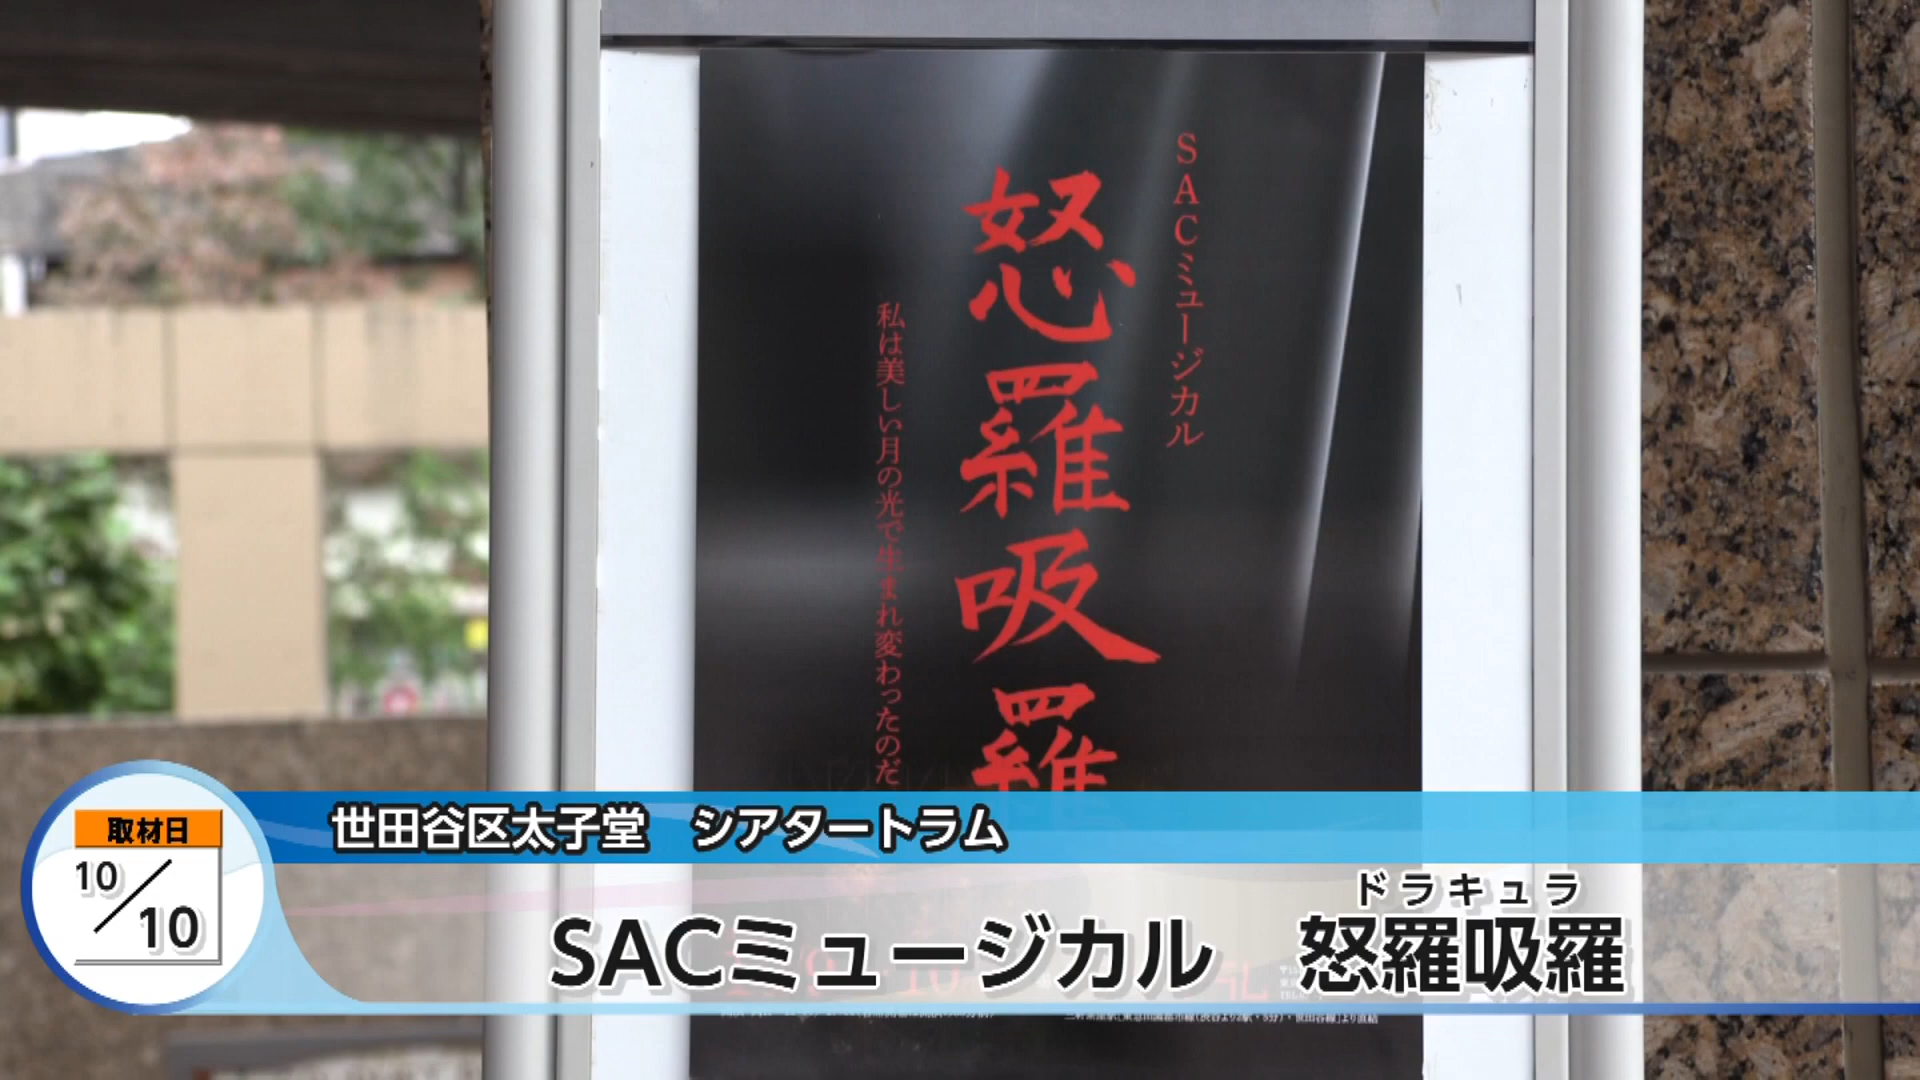 SACミュージカル
怒羅吸羅
私は美しい月の光で生まれ変わったのだ
取材日
10/10
世田谷区太子堂　シアタートラム
ドラキュラ
SACミュージカル　怒羅吸羅